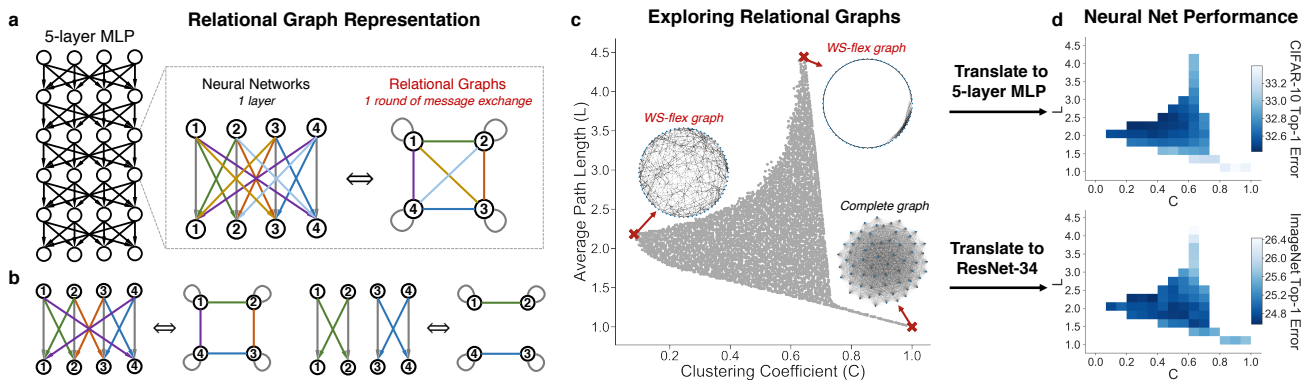 a
Relational Graph Representation
5-layer MLP
Neural Networks
1 layer
Relational Graphs
1 round of message exchange
1 2 3 4
1 2 3 4
⇔
1 2
4 3
b
1 2 3 4
1 2 3 4
⇔
1 2
4 3
1 2 3 4
1 2 3 4
⇔
1 2
4 3
c
Exploring Relational Graphs
Average Path Length (L)
4.5
4.0
3.5
3.0
2.5
2.0
1.5
1.0
0.2 0.4 0.6 0.8 1.0
Clustering Coefficient (C)
WS-flex graph
WS-flex graph
Complete graph
Translate to
5-layer MLP
Translate to
ResNet-34
d
Neural Net Performance
L
4.5
4.0
3.5
3.0
2.5
2.0
1.5
0.0 0.2 0.4 0.6 0.8 1.0
C
33.2
33.0
32.8
32.6
CIFAR-10 Top-1 Error
L
4.5
4.0
3.5
3.0
2.5
2.0
1.5
1.0
0.0 0.2 0.4 0.6 0.8 1.0
C
26.4
26.0
25.6
25.2
24.8
ImageNet Top-1 Error